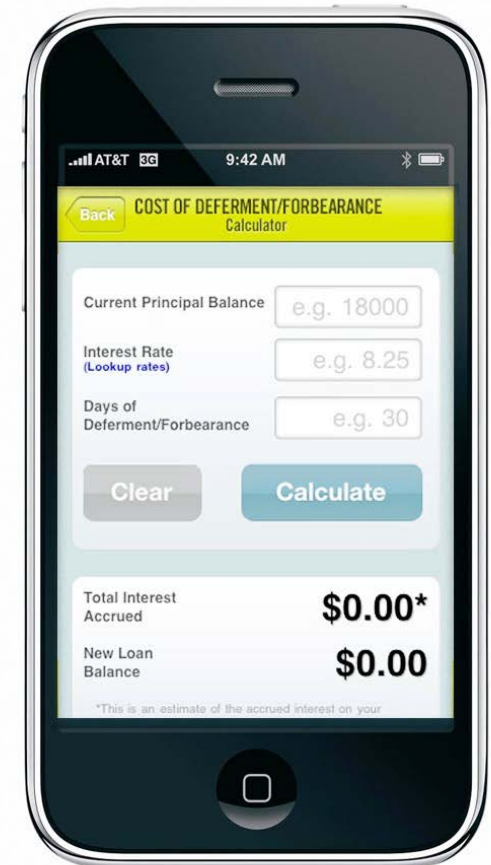 AT&T 3G 9:42 AM
Back COST OF DEFERMENT/FORBEARANCE
Calculator
Current Principal Balance e.g. 18000
Interest Rate
(Lookup rates) e.g. 8.25
Days of
Deferment/Forbearance e.g. 30
Clear Calculate
Total Interest
Accrued $0.00*
New Loan
Balance $0.00
*This is an estimate of the accrued interest on your